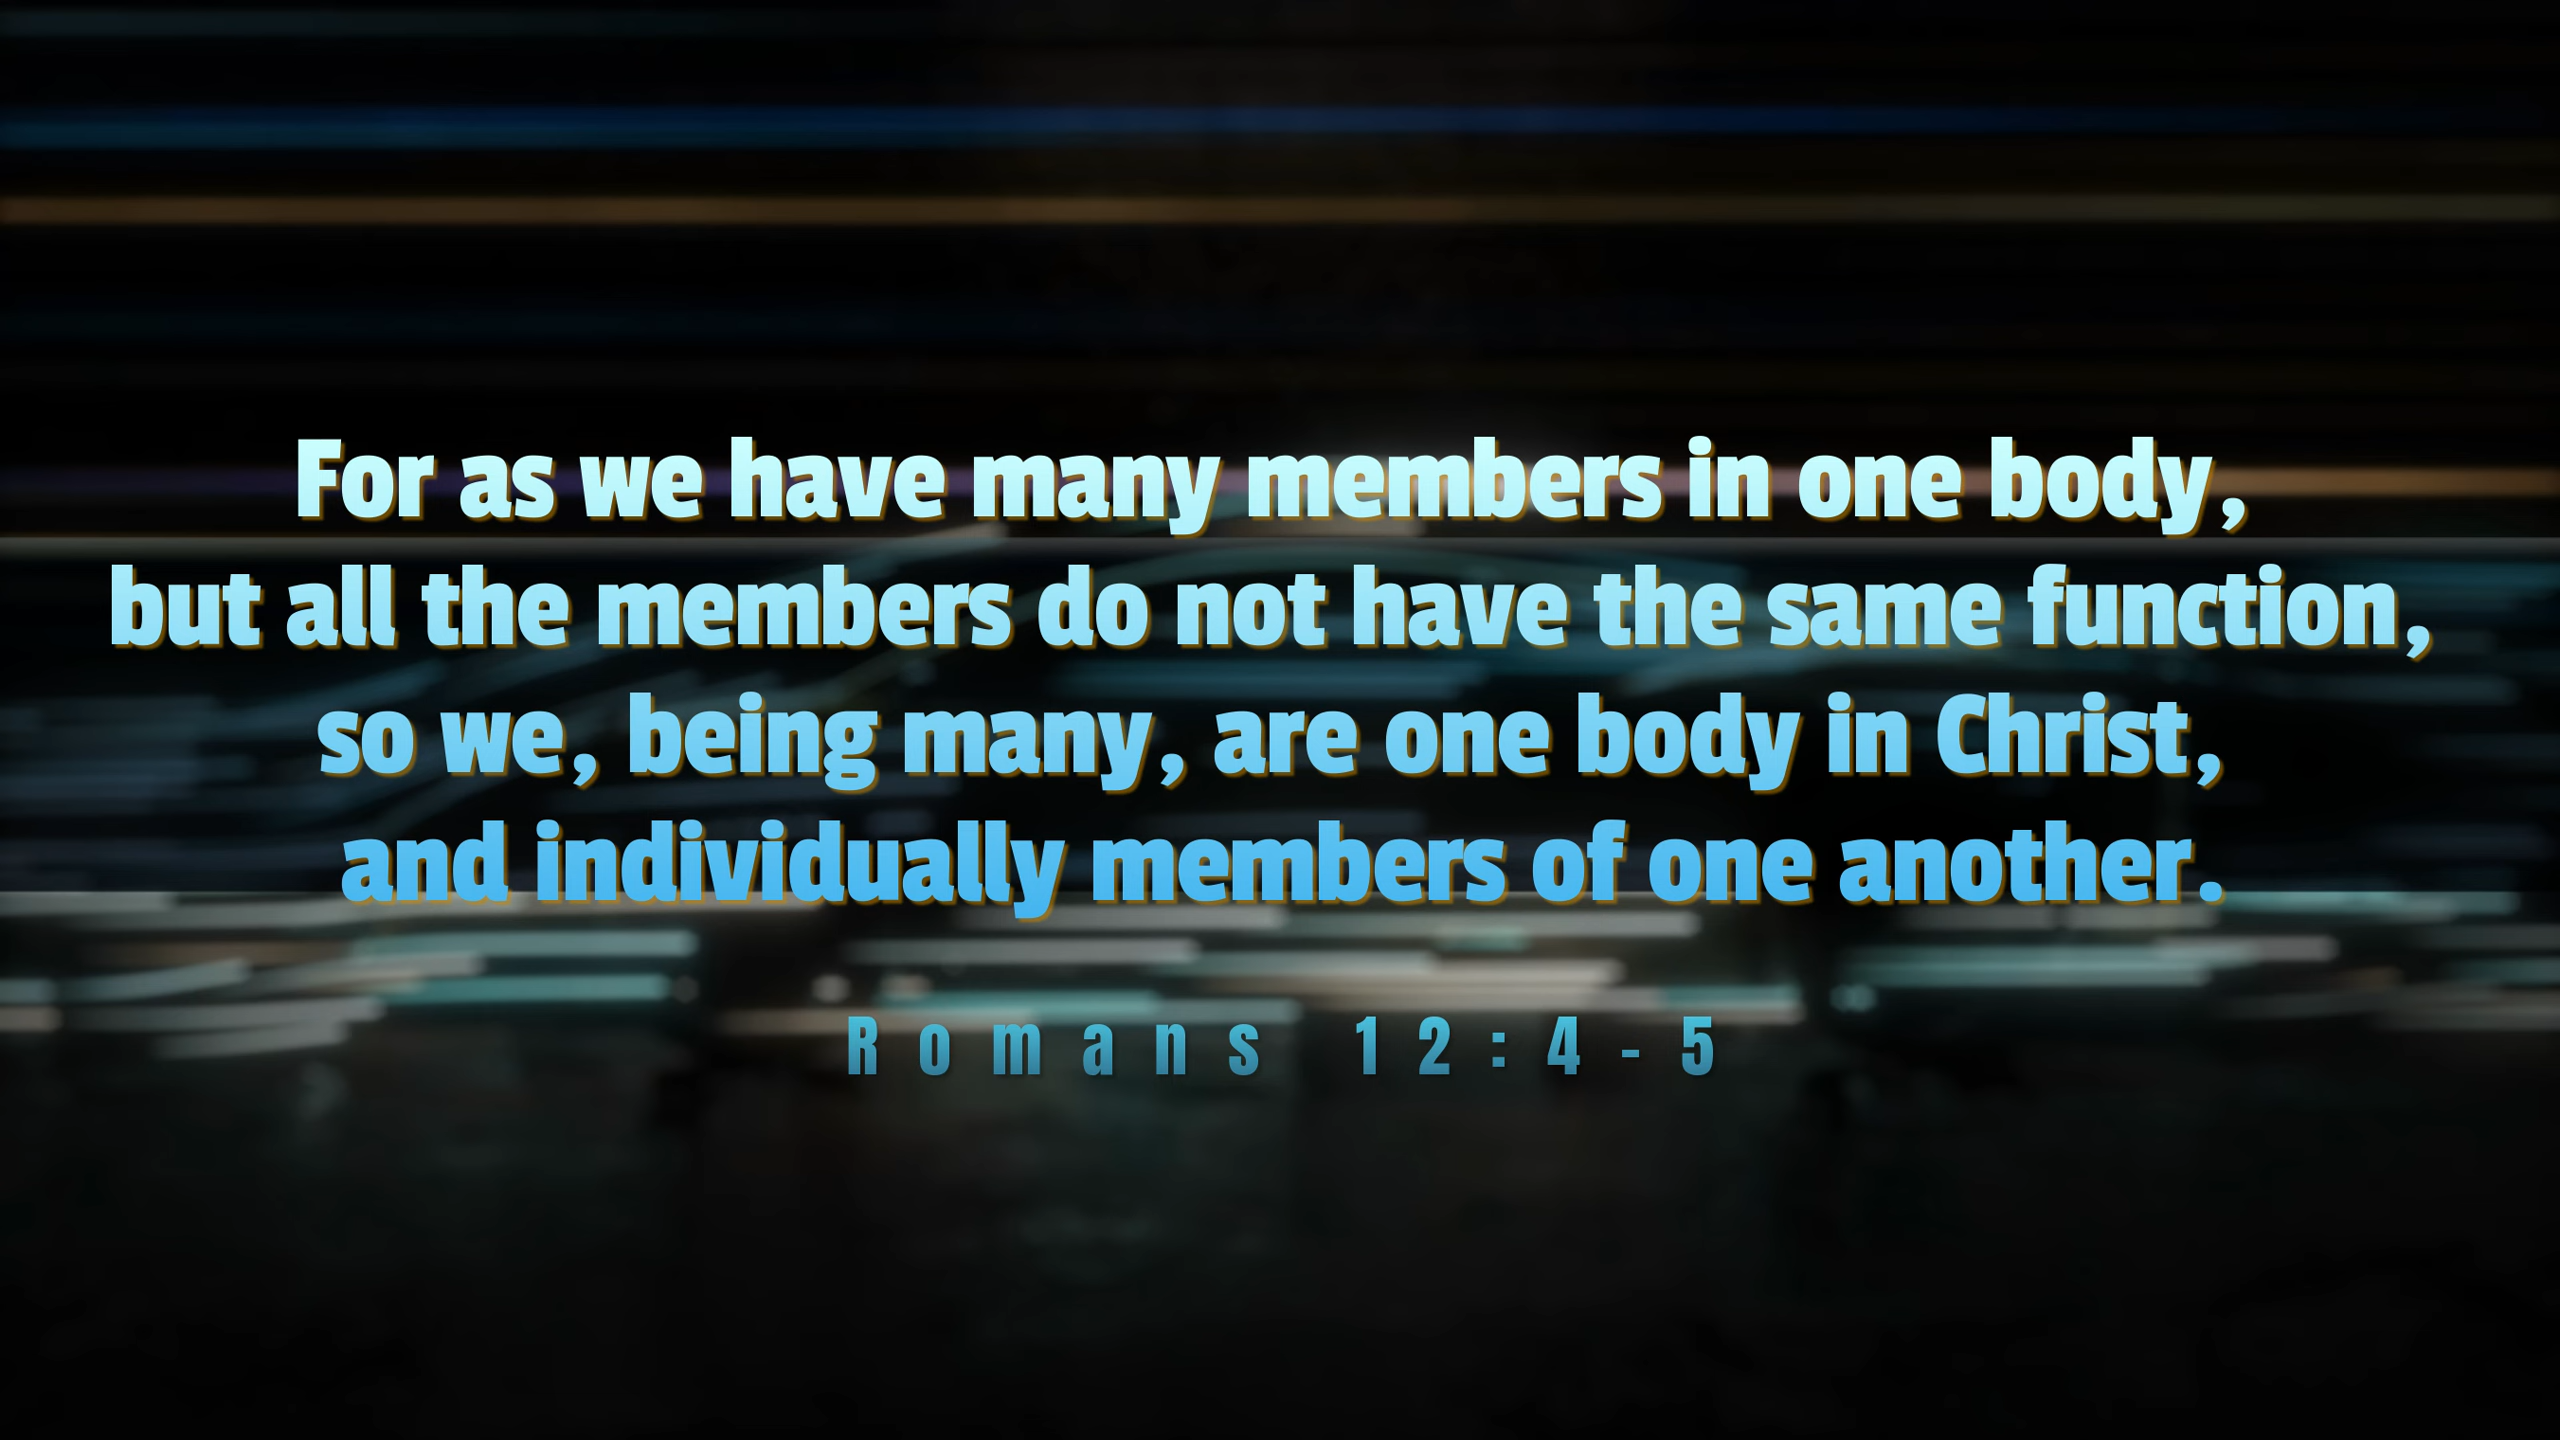 For as we have many members in one body,
but all the members do not have the same function,
so we, being many, are one body in Christ,
and individually members of one another.
Romans 12:4-5